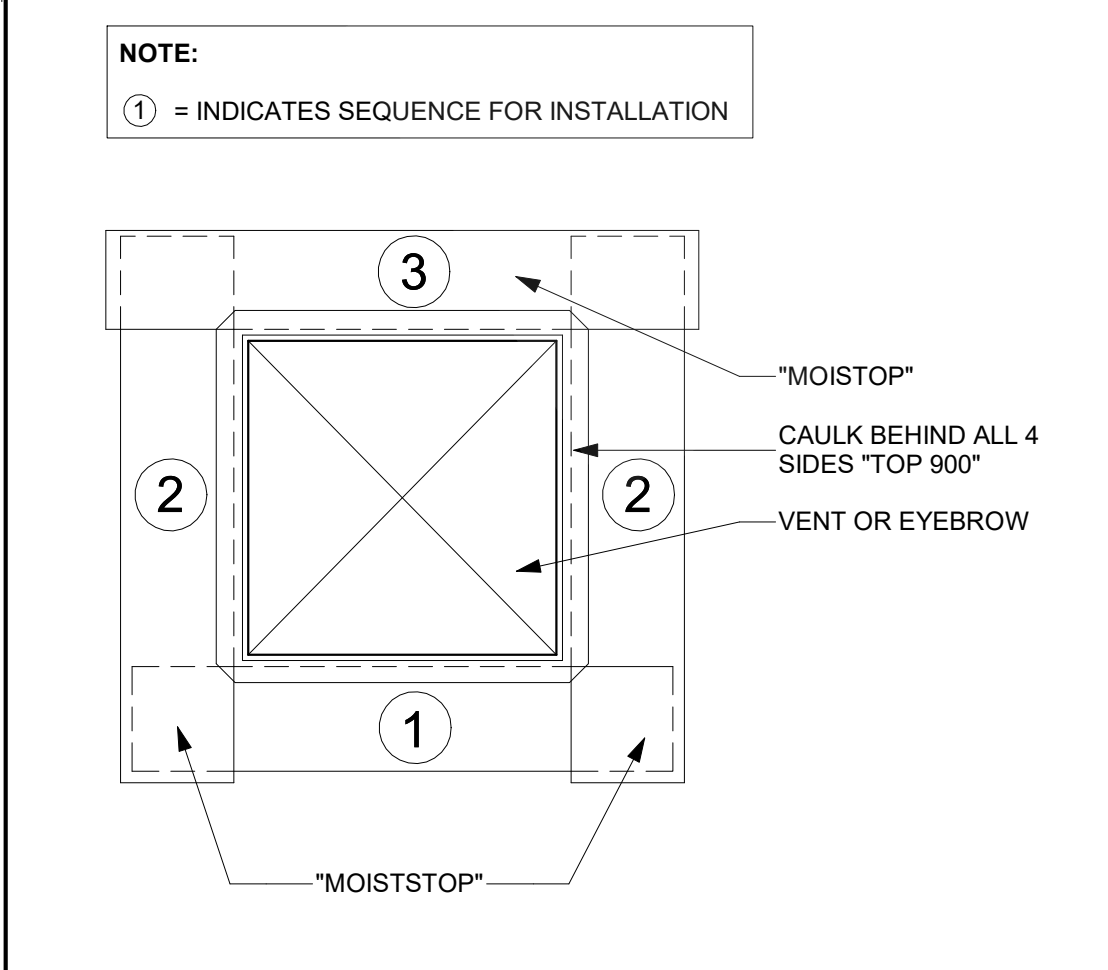 NOTE:
① = INDICATES SEQUENCE FOR INSTALLATION
3
"MOISTOP"
CAULK BEHIND ALL 4
SIDES "TOP 900"
2
2
VENT OR EYEBROW
1
"MOISTSTOP"